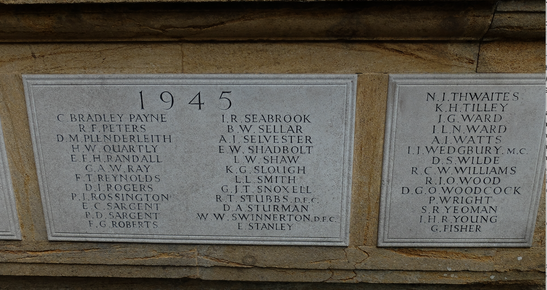 1945
C. BRADLEY PAYNE
R. F. PETERS
D. M. PLENDERLEITH
H. W. QUARTLY
E. F. H. RANDALL
G. A. W. RAY
F. T. REYNOLDS
D. J. ROGERS
P. J. ROSSINGTON
E. C. SARGENT
P. D. SARGENT
F. G. ROBERTS
I. R. SEABROOK
B. W. SELLAR
A. J. SELVESTER
E. W. SHADBOLT
L. W. SHAW
K. G. SLOUGH
L. L. SMITH
G. J. T. SNOXELL
R. T. STUBBS, D.F.C.
D. A. STURMAN
W. W. SWINNERTON, D.F.C.
F. STANLEY
N. J. THWAITES
K. H. TILLEY
J. G. WARD
J. L. N. WARD
A. J. WATTS
I. J. WEDGBURY, M.C.
D. S. WILDE
R. C. W. WILLIAMS
R. J. O. WOOD
D. G. O. WOODCOCK
P. WRIGHT
S. R. YEOMAN
J. H. R. YOUNG
G. FISHER